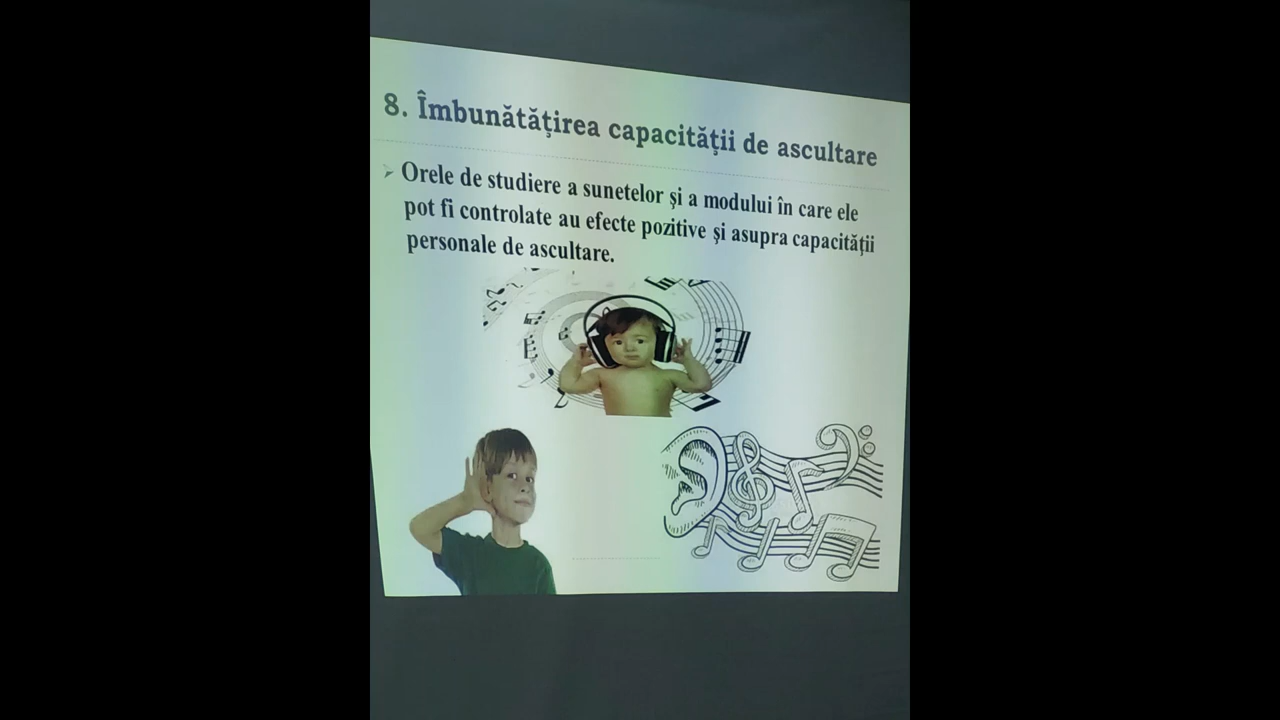 8. Îmbunătățirea capacității de ascultare
Orele de studiere a sunetelor și a modului în care ele
pot fi controlate au efecte pozitive și asupra capacității
personale de ascultare.